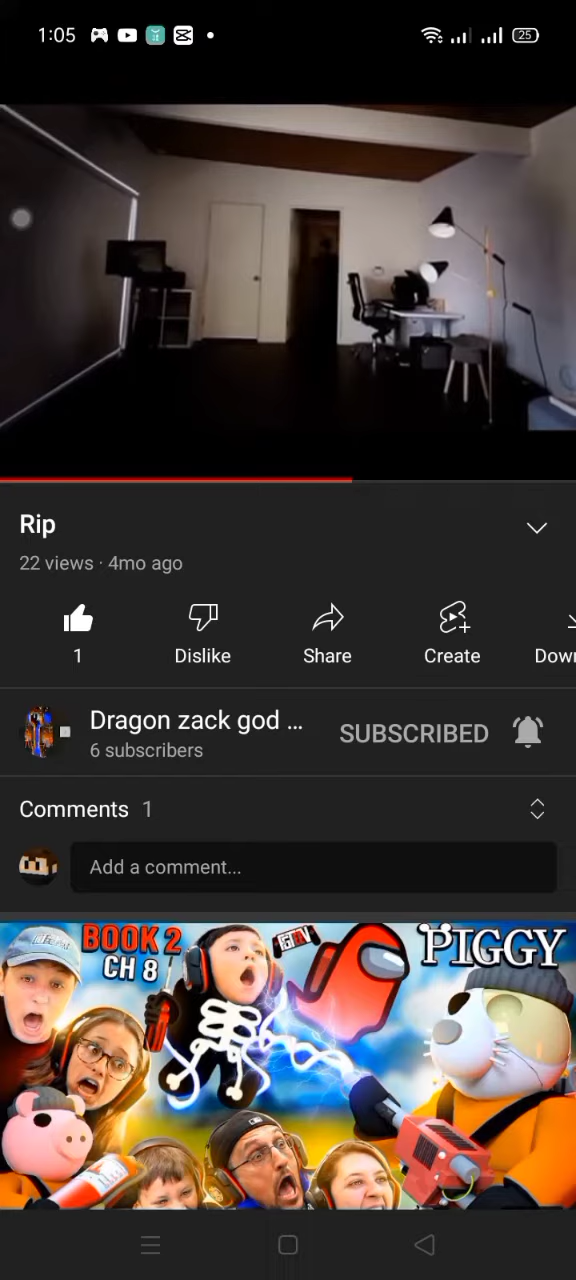 1:05
25
Rip
22 views · 4mo ago
1
Dislike
Share
Create
Dow
Dragon zack god ...
SUBSCRIBED
6 subscribers
Comments 1
Add a comment...
BOOK 2
CH 8
FGTEEV
PIGGY